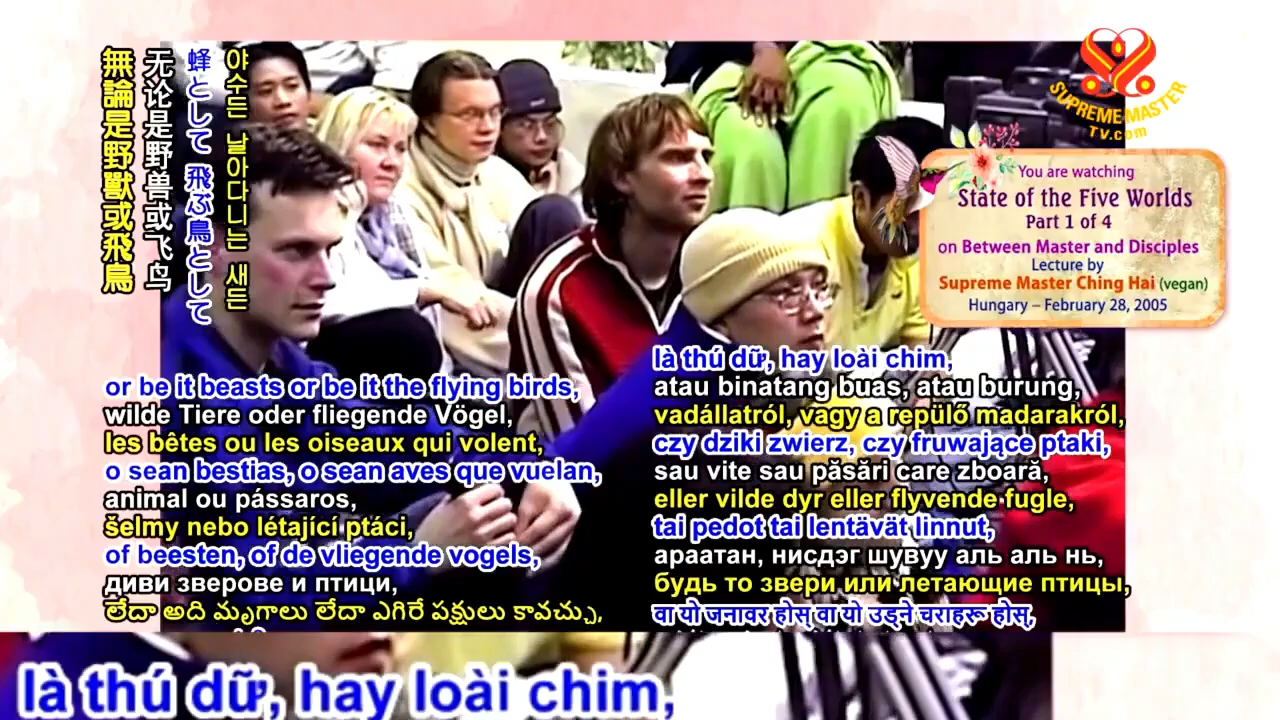 無論是野獸或飛鳥
无论是野兽或飞鸟
蜂として 飛ぶ鳥として
야수든 날아다니는 새든
SUPREME MASTER
TV.com
You are watching
State of the Five Worlds
Part 1 of 4
on Between Master and Disciples
Lecture by
Supreme Master Ching Hai (vegan)
Hungary – February 28, 2005
or be it beasts or be it the flying birds,
wilde Tiere oder fliegende Vögel,
les bêtes ou les oiseaux qui volent,
o sean bestias, o sean aves que vuelan,
animal ou pássaros,
šelmy nebo létající ptáci,
of beesten, of de vliegende vogels,
диви зверове и птици,
లేదా అది మృగాలు లేదా ఎగిరే పక్షులు కావచ్చు,
là thú dữ, hay loài chim,
atau binatang buas, atau burung,
vadállatról, vagy a repülő madarakról,
czy dziki zwierz, czy fruwające ptaki,
sau vite sau păsări care zboară,
eller vilde dyr eller flyvende fugle,
tai pedot tai lentävät linnut,
араатан, нисдэг шувуу аль аль нь,
будь то звери или летающие птицы,
वा यो जनावर होस् वा यो उड्ने चराहरू होस्,
là thú dữ, hay loài chim,